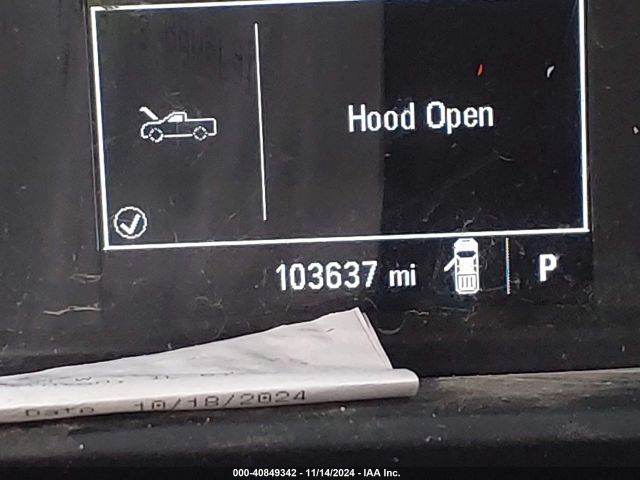 Hood Open
103637 mi
P
Date 10/18/2024
000-40849342 - 11/14/2024 - IAA Inc.